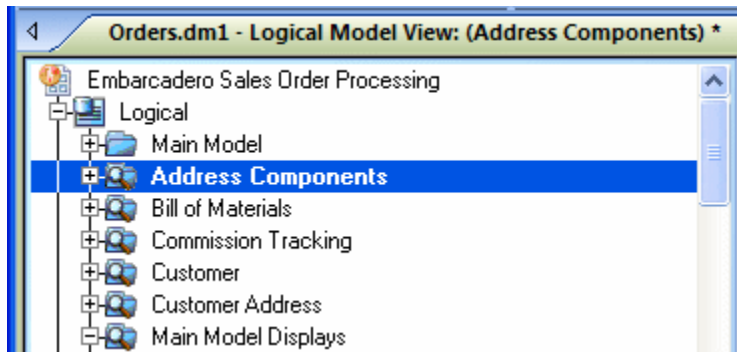 Orders.dm1 - Logical Model View: (Address Components) *
Embarcadero Sales Order Processing
Logical
Main Model
Address Components
Bill of Materials
Commission Tracking
Customer
Customer Address
Main Model Displays